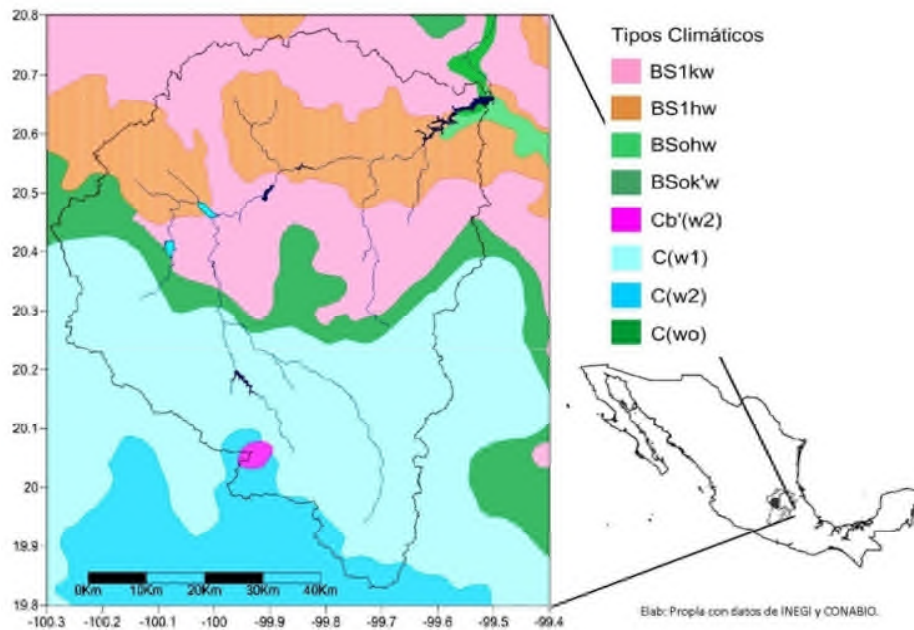 20.8
20.7
20.6
20.5
20.4
20.3
20.2
20.1
20
19.9
19.8
0Km 10Km 20Km 30Km 40Km
-100.3 -100.2 -100.1 -100 -99.9 -99.8 -99.7 -99.6 -99.5 -99.4
Tipos Climáticos
BS1kw
BS1hw
BSohw
BSok'w
Cb'(w2)
C(w1)
C(w2)
C(wo)
Elab: Propia con datos de INEGI y CONABIO.